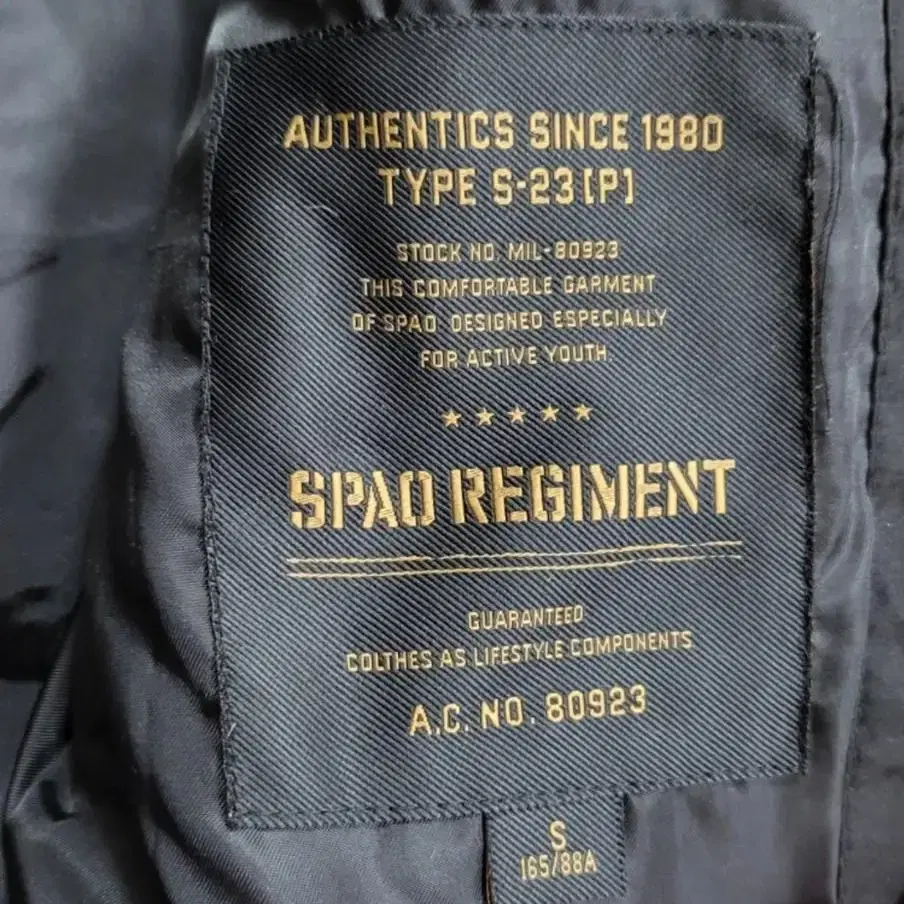 AUTHENTICS SINCE 1980
TYPE S-23[P]
STOCK NO. MIL-80923
THIS COMFORTABLE GARMENT
OF SPAO DESIGNED ESPECIALLY
FOR ACTIVE YOUTH
★★★★★
SPAO REGIMENT
GUARANTEED
COLTHES AS LIFESTYLE COMPONENTS
A.C. NO. 80923
S
165/88A